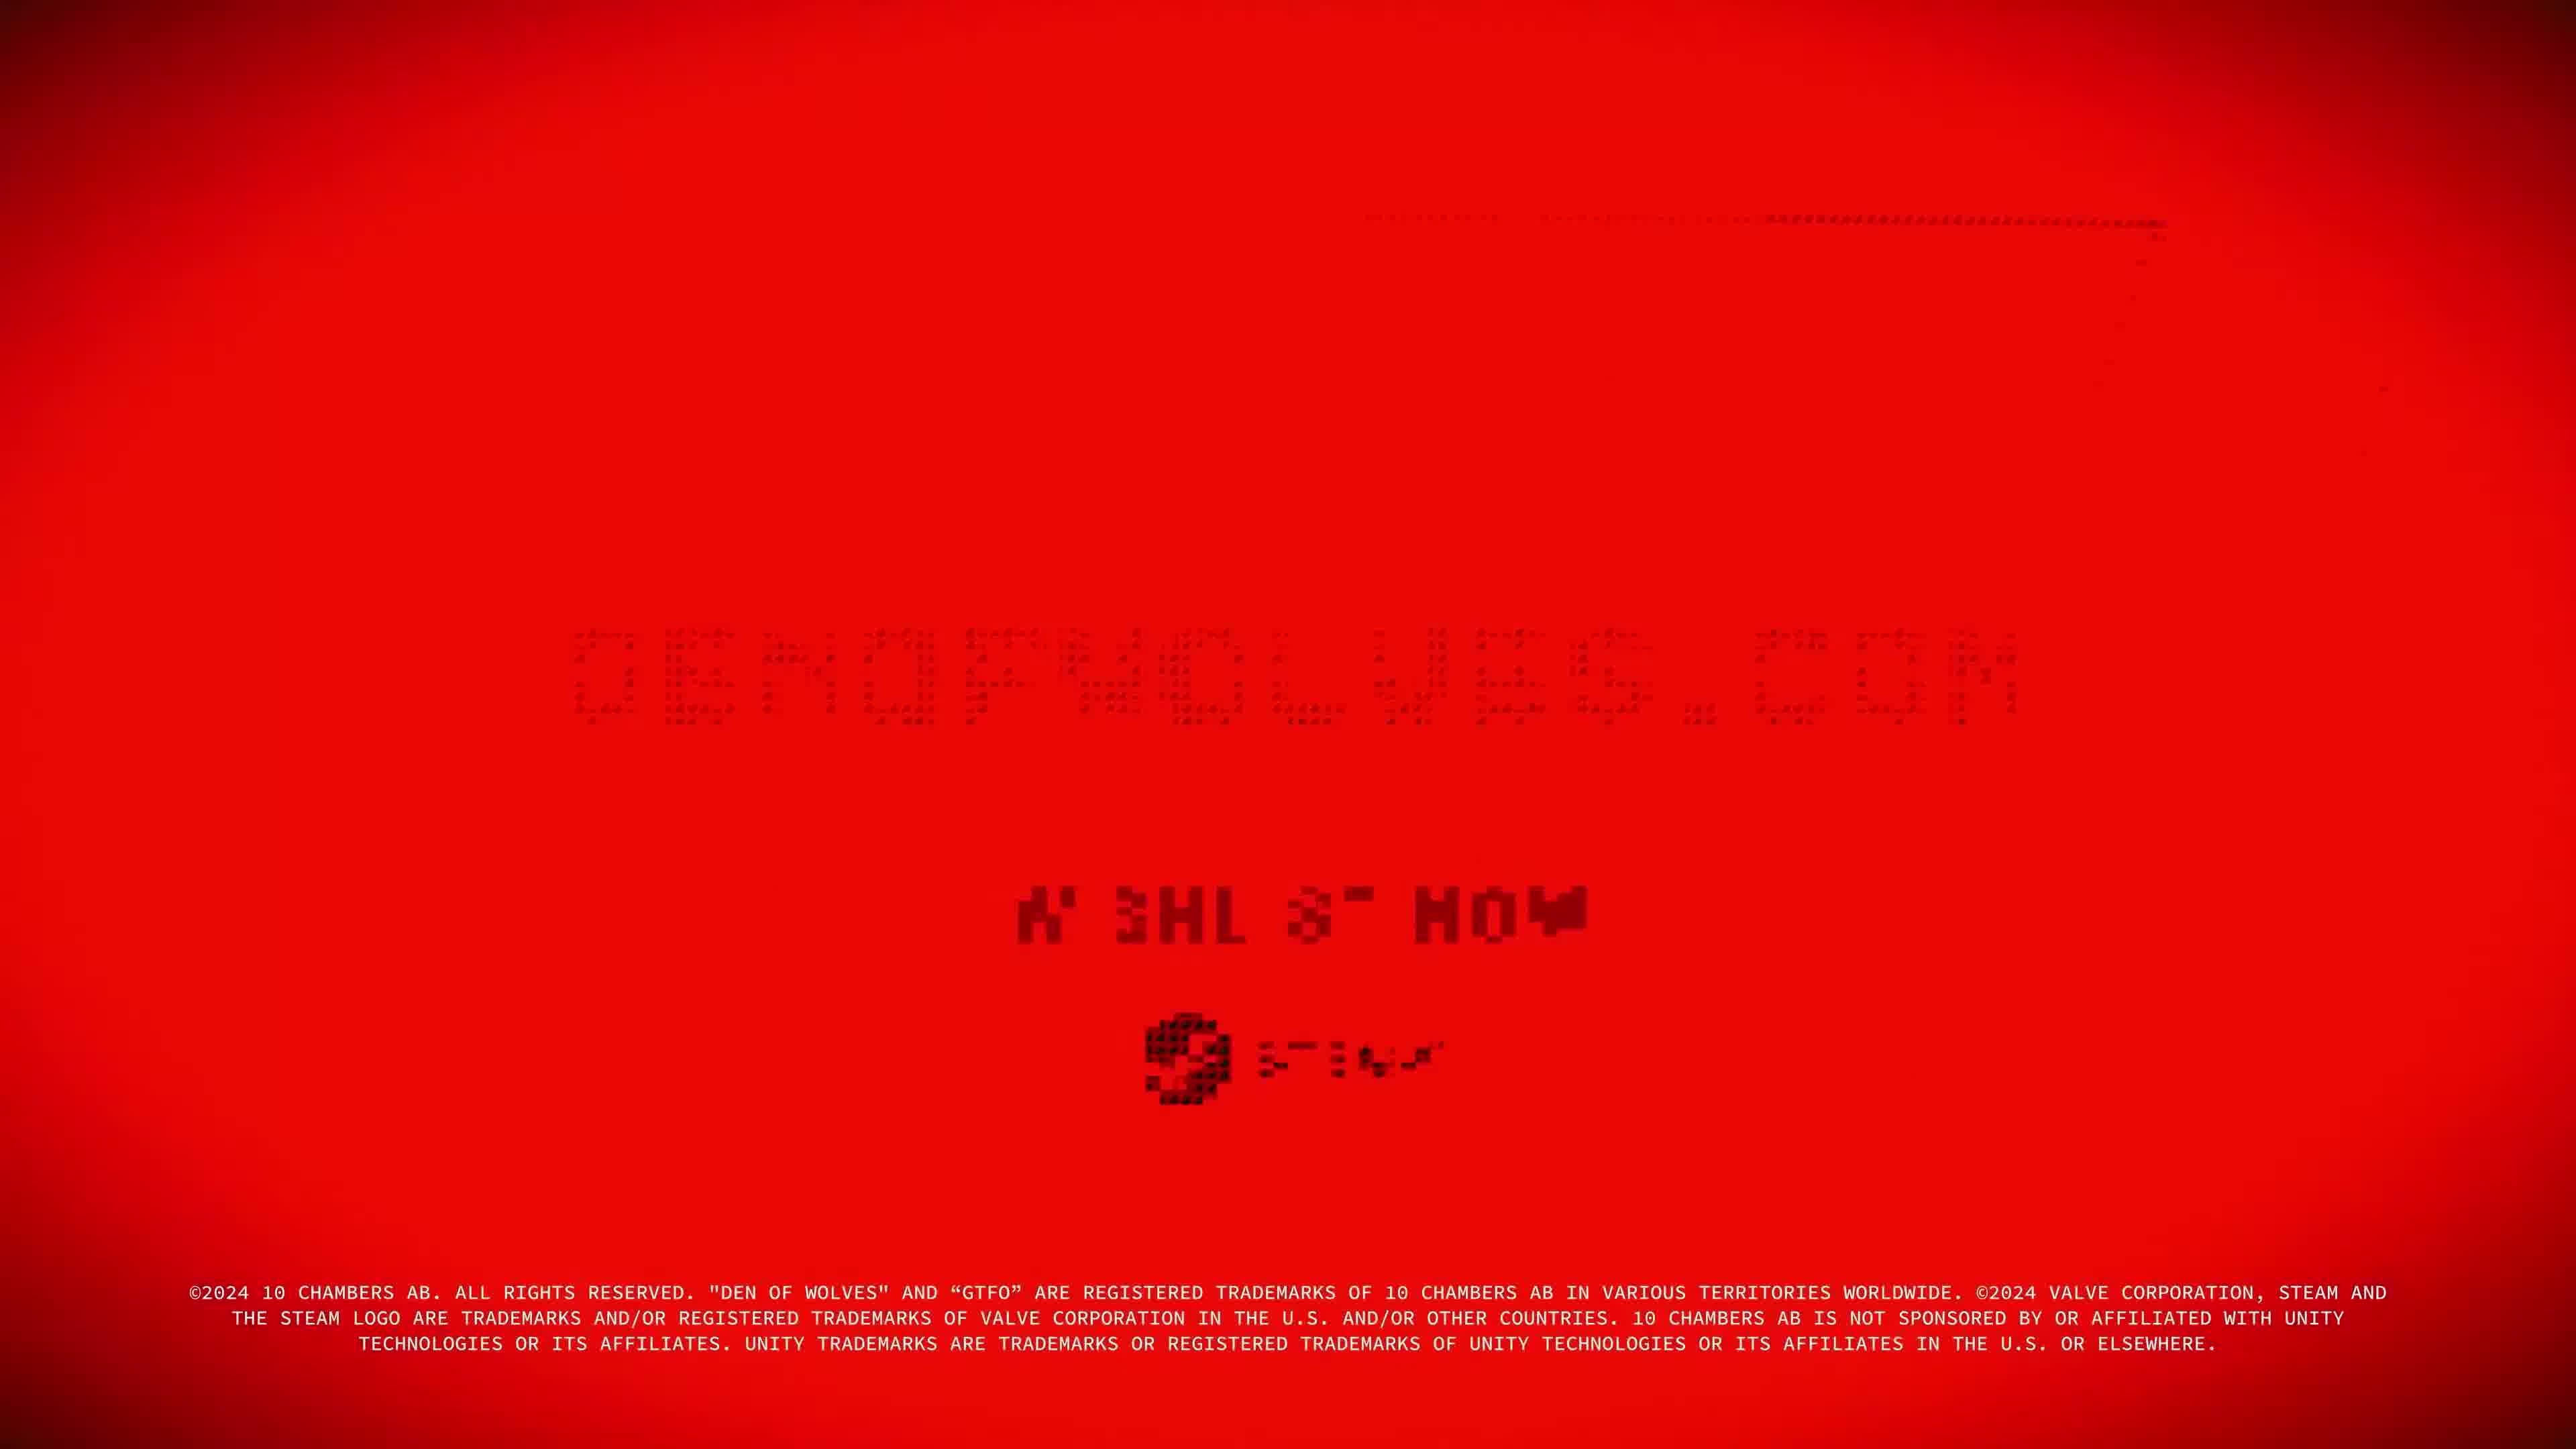 DENOFWOLVES.COM
©2024 10 CHAMBERS AB. ALL RIGHTS RESERVED. "DEN OF WOLVES" AND “GTFO” ARE REGISTERED TRADEMARKS OF 10 CHAMBERS AB IN VARIOUS TERRITORIES WORLDWIDE. ©2024 VALVE CORPORATION, STEAM AND
THE STEAM LOGO ARE TRADEMARKS AND/OR REGISTERED TRADEMARKS OF VALVE CORPORATION IN THE U.S. AND/OR OTHER COUNTRIES. 10 CHAMBERS AB IS NOT SPONSORED BY OR AFFILIATED WITH UNITY
TECHNOLOGIES OR ITS AFFILIATES. UNITY TRADEMARKS ARE TRADEMARKS OR REGISTERED TRADEMARKS OF UNITY TECHNOLOGIES OR ITS AFFILIATES IN THE U.S. OR ELSEWHERE.